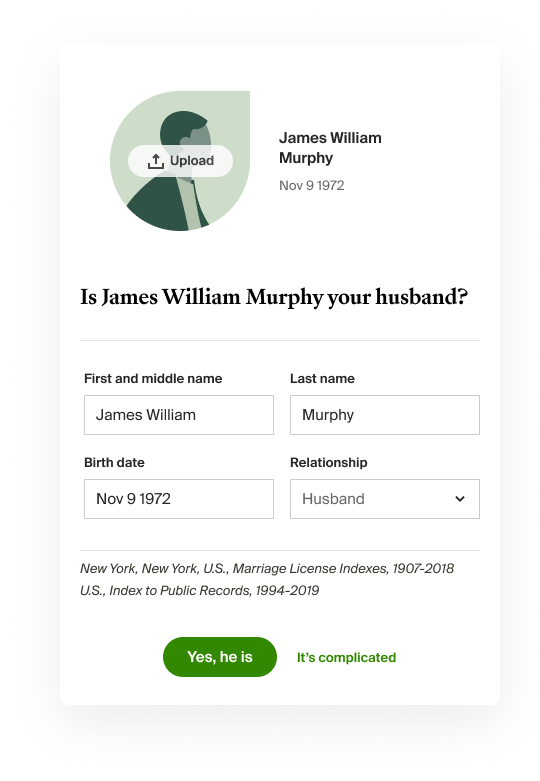 Upload
James William
Murphy
Nov 9 1972
Is James William Murphy your husband?
First and middle name
Last name
James William
Murphy
Birth date
Relationship
Nov 9 1972
Husband
New York, New York, U.S., Marriage License Indexes, 1907-2018
U.S., Index to Public Records, 1994-2019
Yes, he is
It's complicated